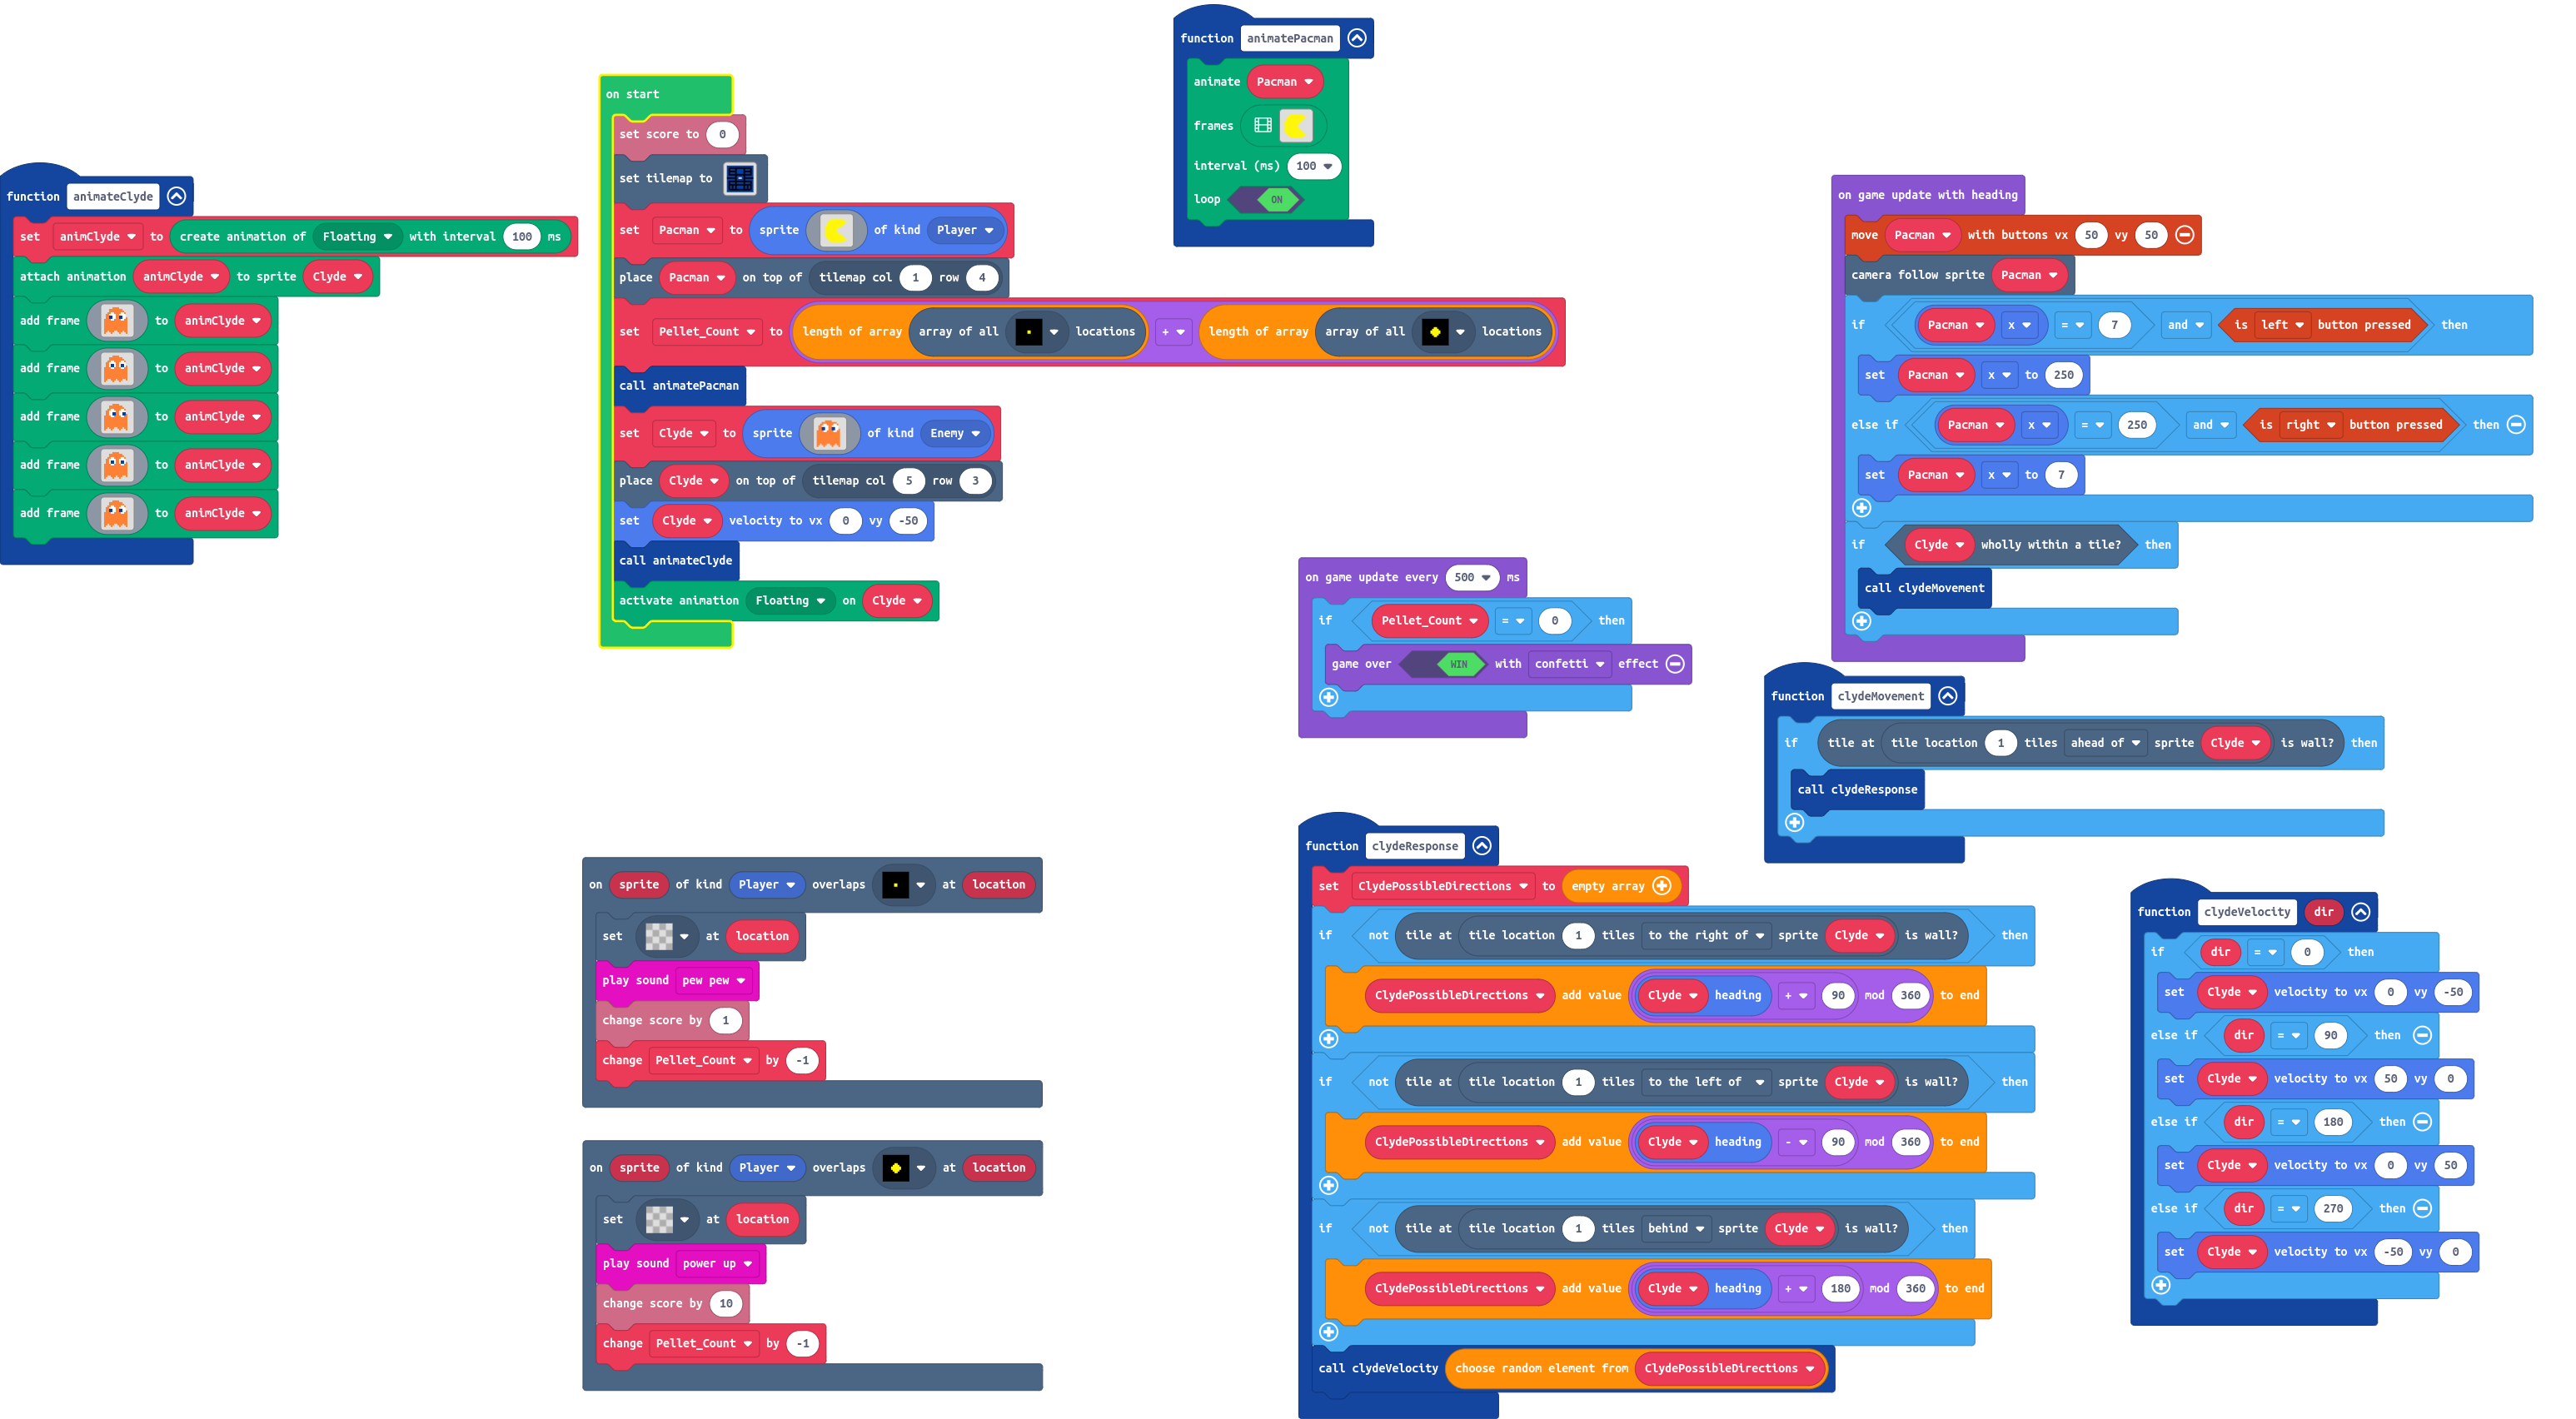 function animateClyde
set animClyde to create animation of Floating with interval 100 ms
attach animation animClyde to sprite Clyde
add frame to animClyde
add frame to animClyde
add frame to animClyde
add frame to animClyde
add frame to animClyde
on start
set score to 0
set tilemap to
set Pacman to sprite of kind Player
place Pacman on top of tilemap col 1 row 4
set Pellet_Count to length of array array of all locations + length of array array of all locations
call animatePacman
set Clyde to sprite of kind Enemy
place Clyde on top of tilemap col 5 row 3
set Clyde velocity to vx 0 vy -50
call animateClyde
activate animation Floating on Clyde
function animatePacman
animate Pacman
frames
interval (ms) 100
loop ON
on game update with heading
move Pacman with buttons vx 50 vy 50
camera follow sprite Pacman
if Pacman x = 7 and is left button pressed then
set Pacman x to 250
else if Pacman x = 250 and is right button pressed then
set Pacman x to 7
if Clyde wholly within a tile? then
call clydeMovement
on game update every 500 ms
if Pellet_Count = 0 then
game over WIN with confetti effect
function clydeMovement
if tile at tile location 1 tiles ahead of sprite Clyde is wall? then
call clydeResponse
on sprite of kind Player overlaps at location
set at location
play sound pew pew
change score by 1
change Pellet_Count by -1
on sprite of kind Player overlaps at location
set at location
play sound power up
change score by 10
change Pellet_Count by -1
function clydeResponse
set ClydePossibleDirections to empty array
if not tile at tile location 1 tiles to the right of sprite Clyde is wall? then
ClydePossibleDirections add value Clyde heading + 90 mod 360 to end
if not tile at tile location 1 tiles to the left of sprite Clyde is wall? then
ClydePossibleDirections add value Clyde heading - 90 mod 360 to end
if not tile at tile location 1 tiles behind sprite Clyde is wall? then
ClydePossibleDirections add value Clyde heading + 180 mod 360 to end
call clydeVelocity choose random element from ClydePossibleDirections
function clydeVelocity dir
if dir = 0 then
set Clyde velocity to vx 0 vy -50
else if dir = 90 then
set Clyde velocity to vx 50 vy 0
else if dir = 180 then
set Clyde velocity to vx 0 vy 50
else if dir = 270 then
set Clyde velocity to vx -50 vy 0